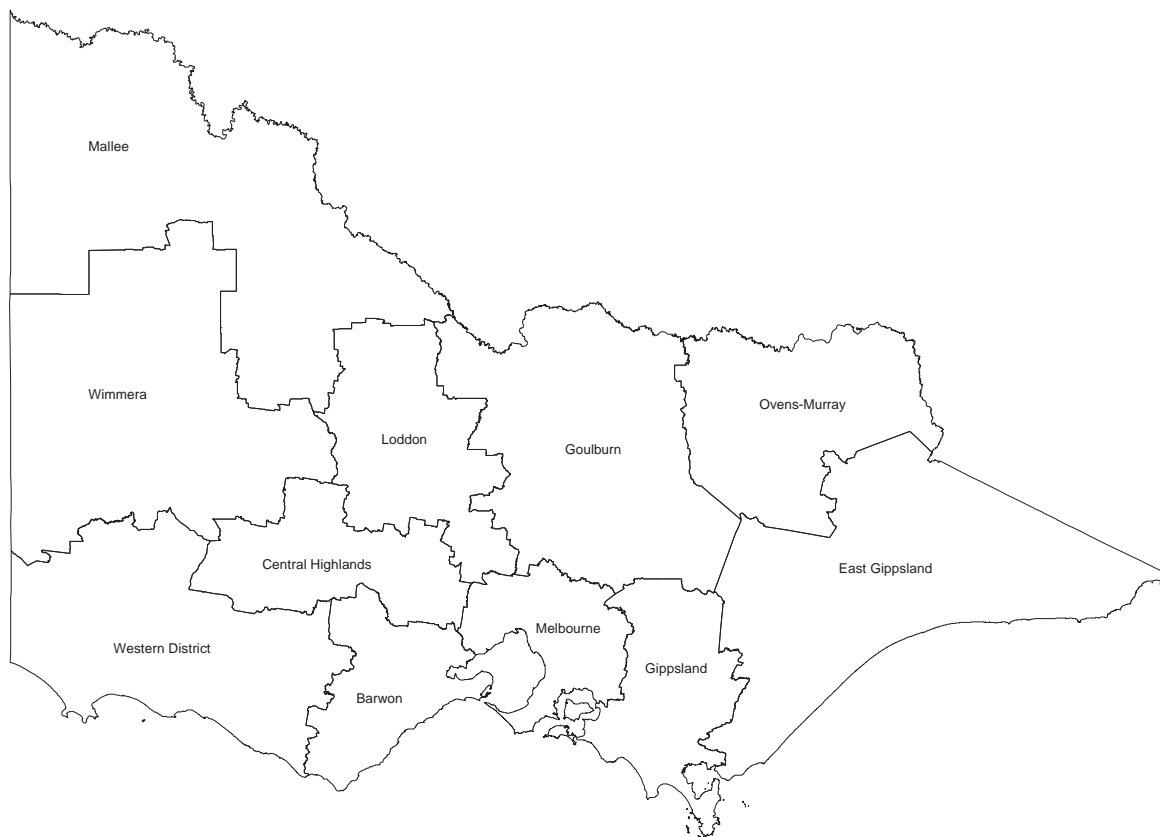 Mallee
Wimmera
Ovens-Murray
Loddon
Goulburn
Central Highlands
East Gippsland
Melbourne
Western District
Gippsland
Barwon